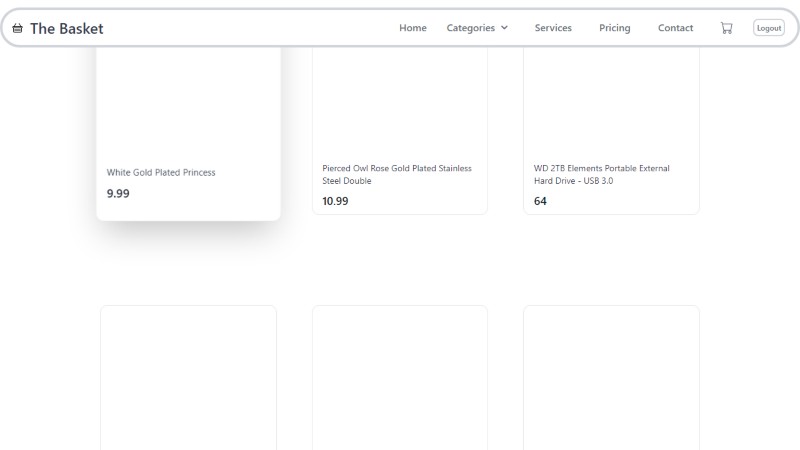 The Basket
Home Categories Services Pricing Contact Logout
White Gold Plated Princess
9.99
Pierced Owl Rose Gold Plated Stainless
Steel Double
10.99
WD 2TB Elements Portable External
Hard Drive - USB 3.0
64